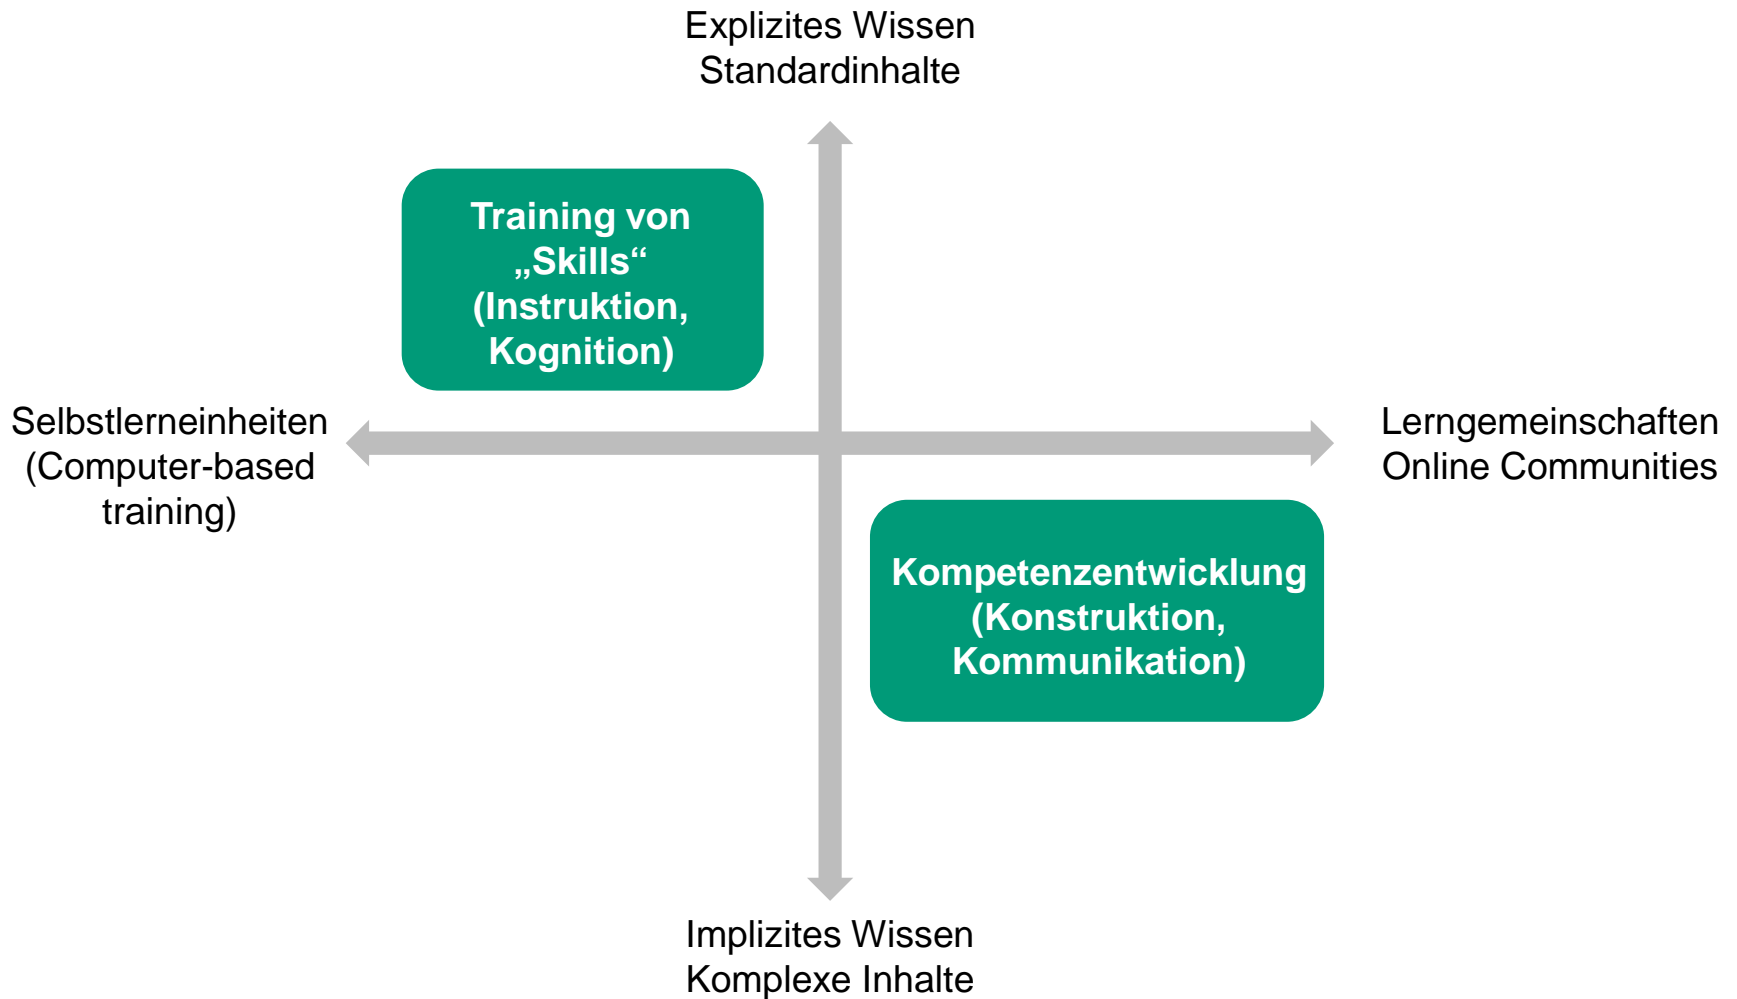 Explizites Wissen
Standardinhalte
Training von
„Skills“
(Instruktion,
Kognition)
Selbstlerneinheiten
(Computer-based
training)
Lerngemeinschaften
Online Communities
Kompetenzentwicklung
(Konstruktion,
Kommunikation)
Implizites Wissen
Komplexe Inhalte